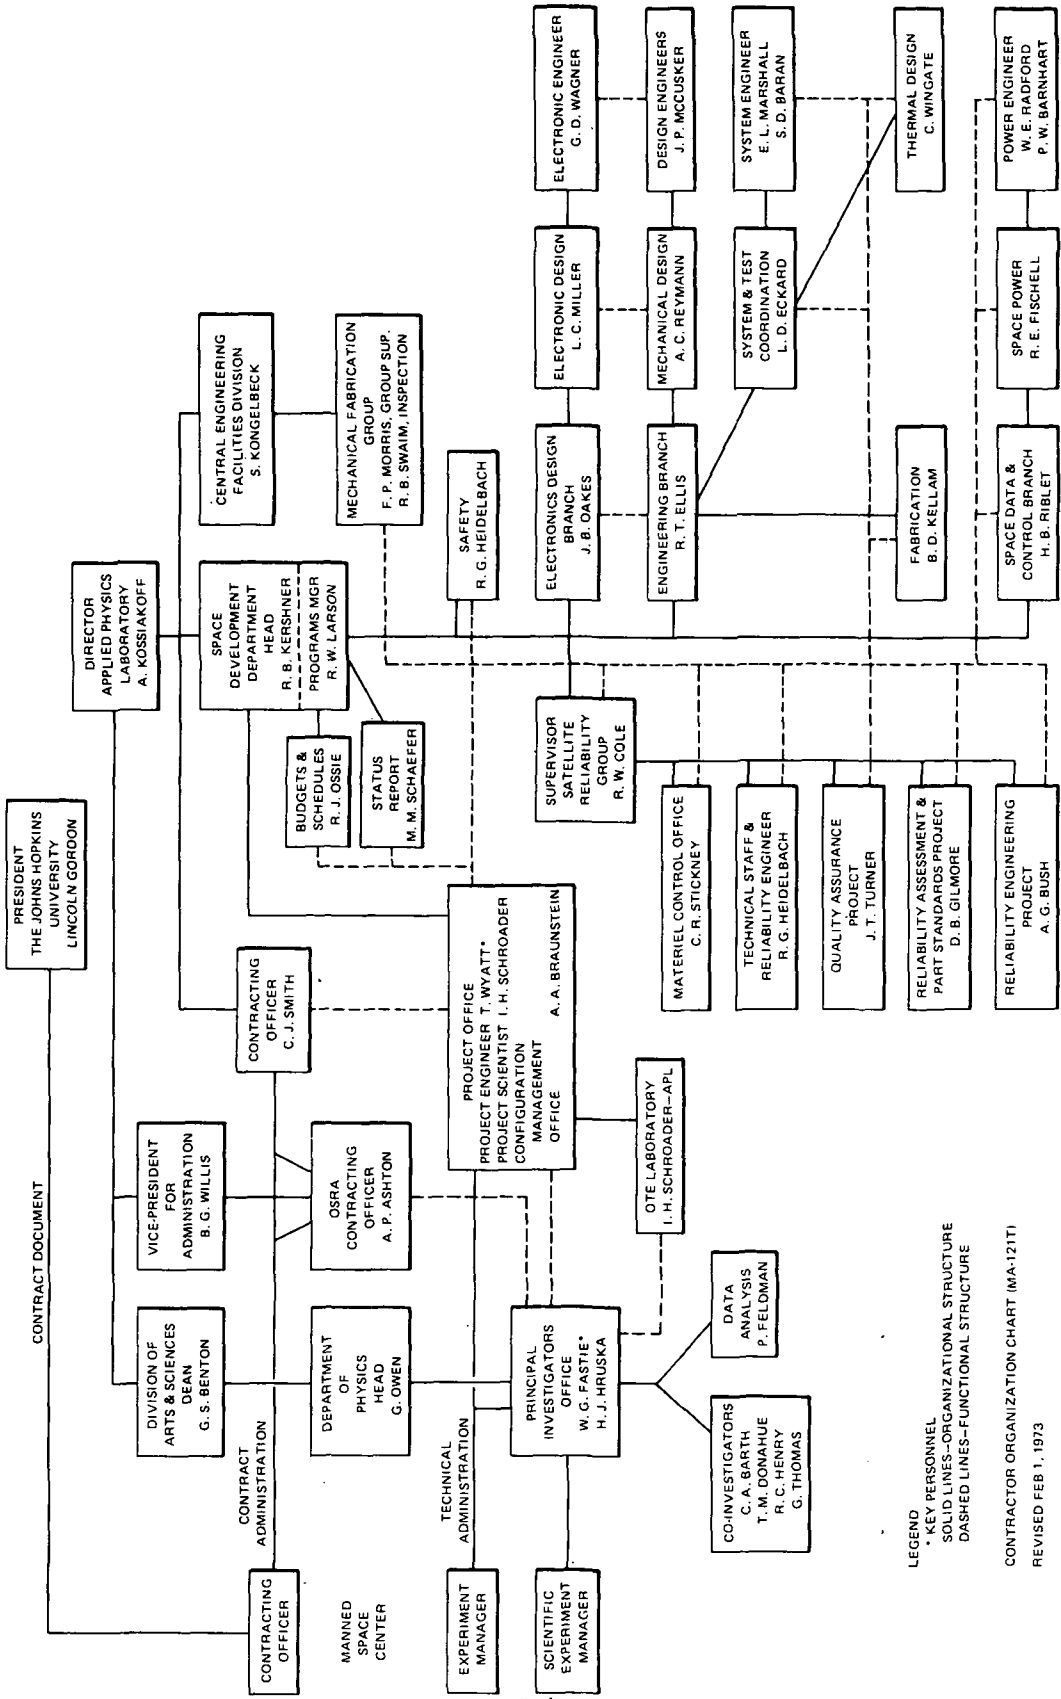 PRESIDENT
THE JOHNS HOPKINS
UNIVERSITY
LINCOLN GORDON
CONTRACT DOCUMENT
DIRECTOR
APPLIED PHYSICS
LABORATORY
A. KOSSIAKOFF
VICE-PRESIDENT
FOR
ADMINISTRATION
B. G. WILLIS
DIVISION OF
ARTS & SCIENCES
DEAN
G. S. BENTON
CENTRAL ENGINEERING
FACILITIES DIVISION
S. KONGELBECK
SPACE
DEVELOPMENT
DEPARTMENT
HEAD
R. B. KERSHNER
PROGRAMS MGR
R. W. LARSON
CONTRACTING
OFFICER
C. J. SMITH
CONTRACT
ADMINISTRATION
CONTRACTING
OFFICER
MECHANICAL FABRICATION
GROUP
F. P. MORRIS, GROUP SUP.
R. B. SWAIM, INSPECTION
BUDGETS &
SCHEDULES
R. J. OSSIE
STATUS
REPORT
M. M. SCHAEFER
OSRA
CONTRACTING
OFFICER
A. P. ASHTON
DEPARTMENT
OF
PHYSICS
HEAD
G. OWEN
MANNED
SPACE
CENTER
SAFETY
R. G. HEIDELBACH
PROJECT OFFICE
PROJECT ENGINEER T. WYATT*
PROJECT SCIENTIST I. H. SCHROADER
CONFIGURATION
MANAGEMENT
OFFICE A. A. BRAUNSTEIN
TECHNICAL
ADMINISTRATION
EXPERIMENT
MANAGER
PRINCIPAL
INVESTIGATORS
OFFICE
W. G. FASTIE*
H. J. HRUSKA
SCIENTIFIC
EXPERIMENT
MANAGER
ELECTRONIC ENGINEER
G. D. WAGNER
ELECTRONIC DESIGN
L. C. MILLER
ELECTRONICS DESIGN
BRANCH
J. B. OAKES
SUPERVISOR
SATELLITE
RELIABILITY
GROUP
R. W. COLE
DESIGN ENGINEERS
J. P. MCCUSKER
MECHANICAL DESIGN
A. C. REYMANN
ENGINEERING BRANCH
R. T. ELLIS
MATERIEL CONTROL OFFICE
C. R. STICKNEY
OTE LABORATORY
I. H. SCHROADER-APL
SYSTEM ENGINEER
E. L. MARSHALL
S. D. BARAN
SYSTEM & TEST
COORDINATION
L. D. ECKARD
TECHNICAL STAFF &
RELIABILITY ENGINEER
R. G. HEIDELBACH
DATA
ANALYSIS
P. FELDMAN
CO-INVESTIGATORS
C. A. BARTH
T. M. DONAHUE
R. C. HENRY
G. THOMAS
QUALITY ASSURANCE
PROJECT
J. T. TURNER
THERMAL DESIGN
C. WINGATE
FABRICATION
B. D. KELLAM
RELIABILITY ASSESSMENT &
PART STANDARDS PROJECT
D. B. GILMORE
POWER ENGINEER
W. E. RADFORD
P. W. BARNHART
SPACE POWER
R. E. FISCHELL
SPACE DATA &
CONTROL BRANCH
H. B. RIBLET
RELIABILITY ENGINEERING
PROJECT
A. G. BUSH
LEGEND
* KEY PERSONNEL
SOLID LINES-ORGANIZATIONAL STRUCTURE
DASHED LINES-FUNCTIONAL STRUCTURE
CONTRACTOR ORGANIZATION CHART (MA-121T)
REVISED FEB 1, 1973